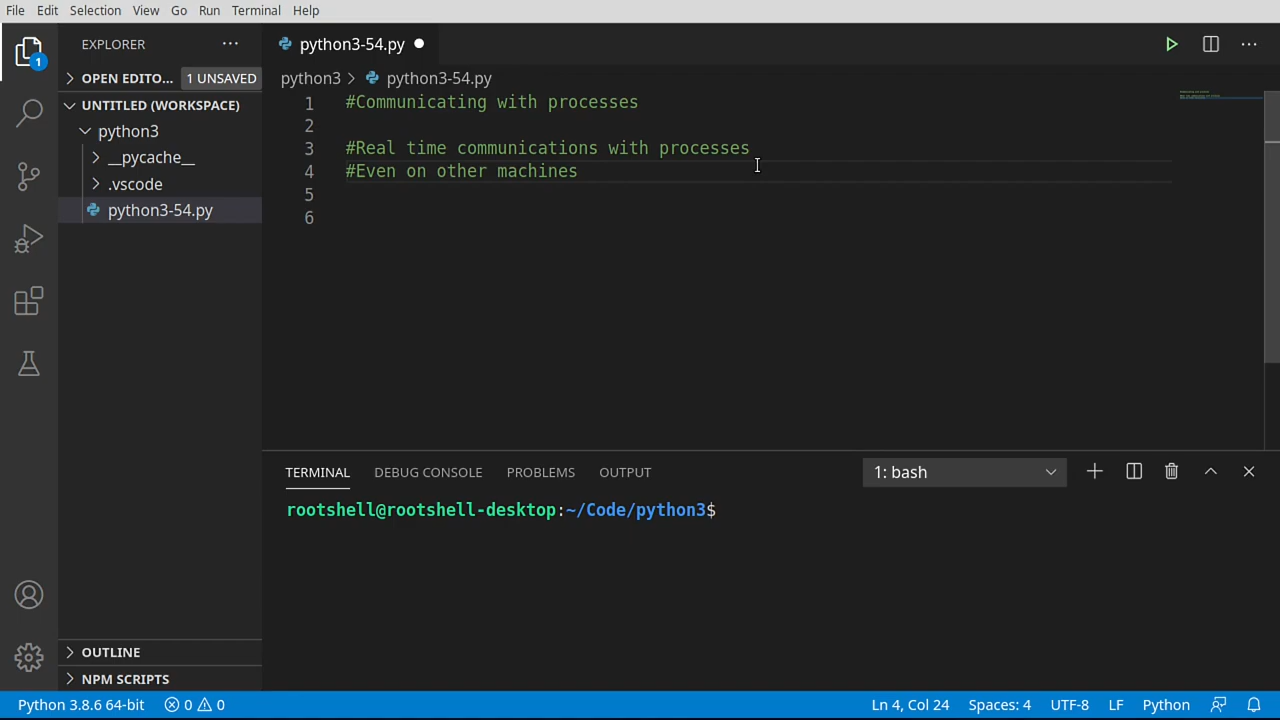 File Edit Selection View Go Run Terminal Help
EXPLORER
python3-54.py
OPEN EDITO... 1 UNSAVED
python3 > python3-54.py
UNTITLED (WORKSPACE)
python3
__pycache__
.vscode
python3-54.py
1 #Communicating with processes
2
3 #Real time communications with processes
4 #Even on other machines
5
6
1
TERMINAL DEBUG CONSOLE PROBLEMS OUTPUT 1: bash
rootshell@rootshell-desktop:~/Code/python3$
OUTLINE
NPM SCRIPTS
Python 3.8.6 64-bit 0 0 Ln 4, Col 24 Spaces: 4 UTF-8 LF Python